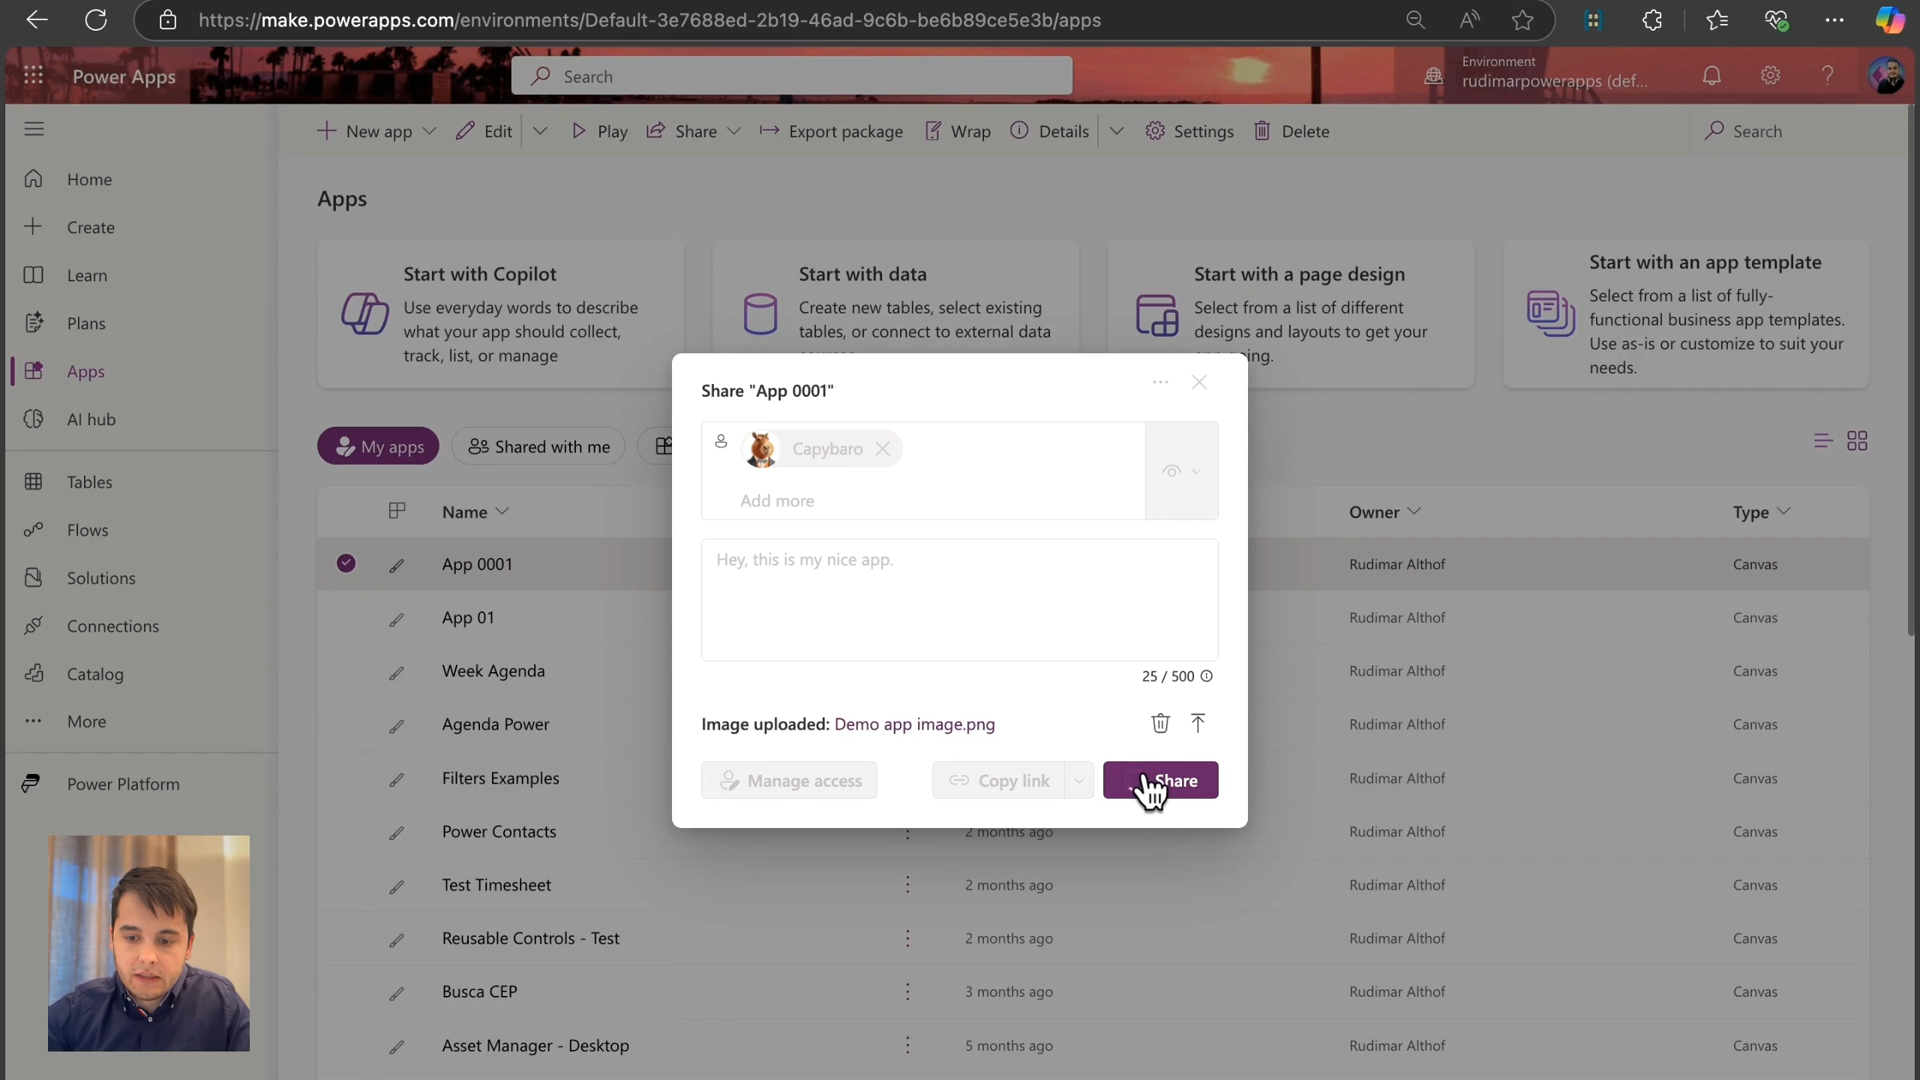 https://make.powerapps.com/environments/Default-3e7688ed-2b19-46ad-9c6b-be6b89ce5e3b/apps
Power Apps
Search
Environment
rudimarpowerapps (def...
New app
Edit
Play
Share
Export package
Wrap
Details
Settings
Delete
Search
Home
Create
Learn
Plans
Apps
AI hub
Tables
Flows
Solutions
Connections
Catalog
More
Power Platform
Apps
Start with Copilot
Use everyday words to describe
what your app should collect,
track, list, or manage
Start with data
Create new tables, select existing
tables, or connect to external data
Start with a page design
Select from a list of different
designs and layouts to get your
going.
Start with an app template
Select from a list of fully-
functional business app templates.
Use as-is or customize to suit your
needs.
My apps
Shared with me
Name
Owner
Type
App 0001
Rudimar Althof
Canvas
App 01
Rudimar Althof
Canvas
Week Agenda
Rudimar Althof
Canvas
Agenda Power
Rudimar Althof
Canvas
Filters Examples
Rudimar Althof
Canvas
Power Contacts
2 months ago
Rudimar Althof
Canvas
Test Timesheet
2 months ago
Rudimar Althof
Canvas
Reusable Controls - Test
2 months ago
Rudimar Althof
Canvas
Busca CEP
3 months ago
Rudimar Althof
Canvas
Asset Manager - Desktop
5 months ago
Rudimar Althof
Canvas
Share "App 0001"
Capybaro
Add more
Hey, this is my nice app.
25 / 500
Image uploaded: Demo app image.png
Manage access
Copy link
Share